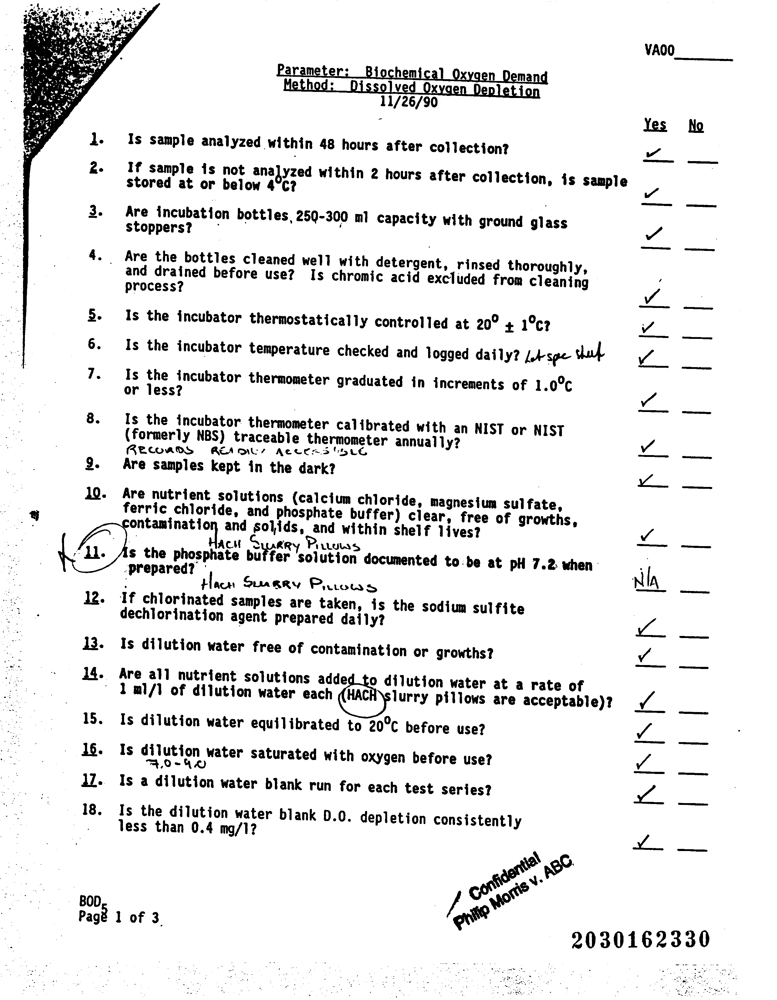 VA00______
Parameter: Biochemical Oxygen Demand
Method: Dissolved Oxygen Depletion
11/26/90
Yes No
1. Is sample analyzed within 48 hours after collection? ✓
2. If sample is not analyzed within 2 hours after collection, is sample
stored at or below 4°C? ✓
3. Are incubation bottles 250-300 ml capacity with ground glass
stoppers? ✓
4. Are the bottles cleaned well with detergent, rinsed thoroughly,
and drained before use? Is chromic acid excluded from cleaning
process? ✓
5. Is the incubator thermostatically controlled at 20° ± 1°C? ✓
6. Is the incubator temperature checked and logged daily? ✓
7. Is the incubator thermometer graduated in increments of 1.0°C
or less? ✓
8. Is the incubator thermometer calibrated with an NIST or NIST
(formerly NBS) traceable thermometer annually? ✓
RECORDS READILY ACCESSIBLE
9. Are samples kept in the dark? ✓
10. Are nutrient solutions (calcium chloride, magnesium sulfate,
ferric chloride, and phosphate buffer) clear, free of growths,
contamination and solids, and within shelf lives? ✓
HACH SLURRY PILLOWS
11. Is the phosphate buffer solution documented to be at pH 7.2 when
prepared? N/A
HACH SLURRY PILLOWS
12. If chlorinated samples are taken, is the sodium sulfite
dechlorination agent prepared daily? ✓
13. Is dilution water free of contamination or growths? ✓
14. Are all nutrient solutions added to dilution water at a rate of
1 ml/l of dilution water each (HACH slurry pillows are acceptable)? ✓
15. Is dilution water equilibrated to 20°C before use? ✓
16. Is dilution water saturated with oxygen before use? ✓
7.0-9.0
17. Is a dilution water blank run for each test series? ✓
18. Is the dilution water blank D.O. depletion consistently
less than 0.4 mg/l? ✓
Confidential
Philip Morris v. ABC
BOD5
Page 1 of 3
2030162330